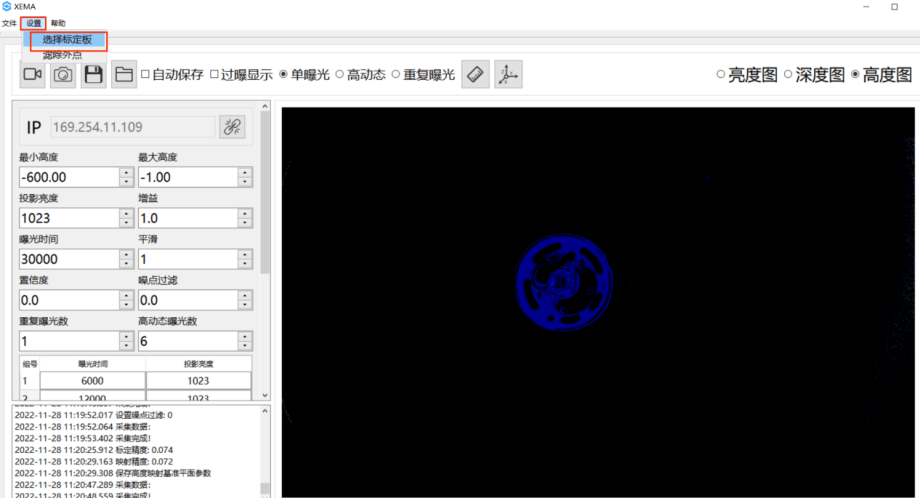 XEMA
文件 设置 帮助
选择标定板
滤除外点
自动保存 过曝显示 单曝光 高动态 重复曝光 亮度图 深度图 高度图
IP 169.254.11.109
最小高度 最大高度
-600.00 -1.00
投影亮度 增益
1023 1.0
曝光时间 平滑
30000 1
置信度 噪点过滤
0.0 0.0
重复曝光数 高动态曝光数
1 6
组号 曝光时间 投影亮度
1 6000 1023
2 12000 1023
2022-11-28 11:19:52.017 设置噪点过滤: 0
2022-11-28 11:19:52.064 采集数据:
2022-11-28 11:19:53.402 采集完成!
2022-11-28 11:20:25.912 标定精度: 0.074
2022-11-28 11:20:29.163 映射精度: 0.072
2022-11-28 11:20:29.308 保存高度映射基准平面参数
2022-11-28 11:20:47.289 采集数据:
2022-11-28 11:20:48.559 采集完成!